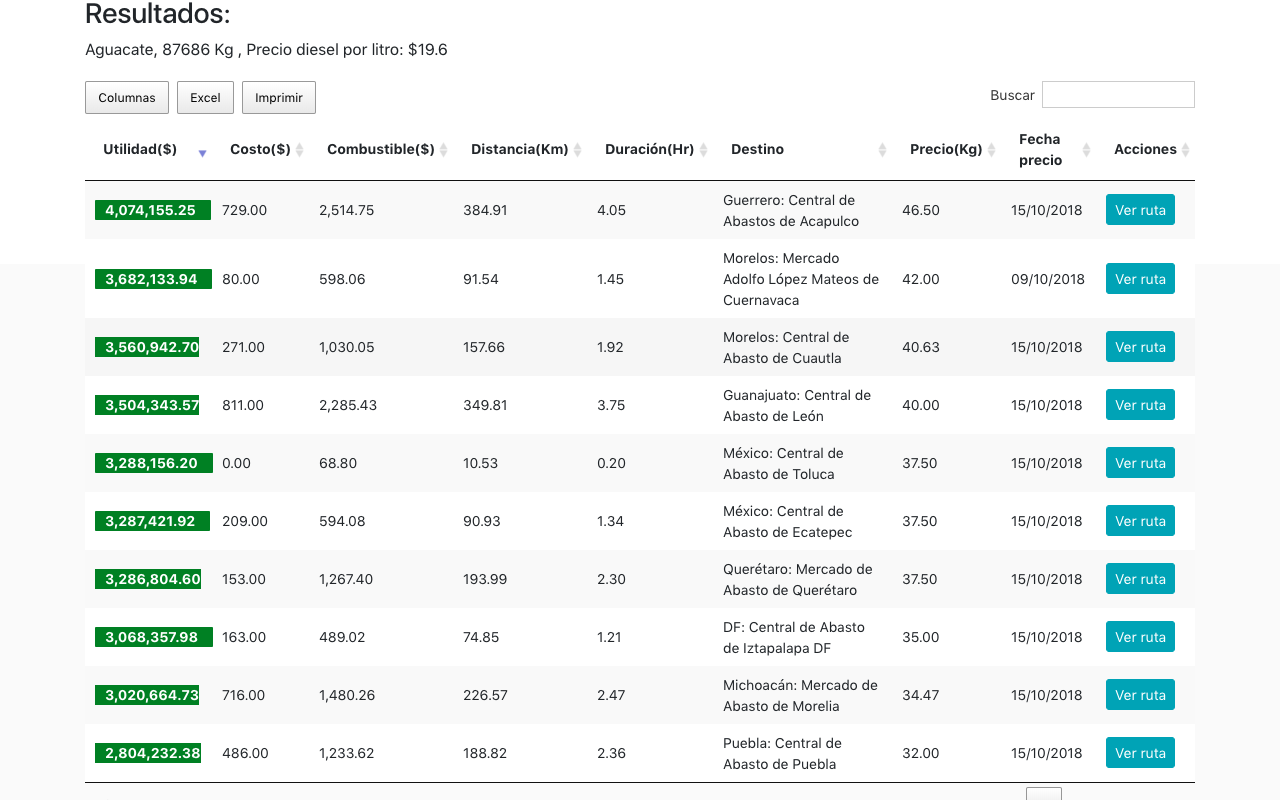 Resultados:
Aguacate, 87686 Kg , Precio diesel por litro: $19.6
Columnas Excel Imprimir Buscar
Utilidad($) Costo($) Combustible($) Distancia(Km) Duración(Hr) Destino Precio(Kg) Fecha precio Acciones
4,074,155.25 729.00 2,514.75 384.91 4.05 Guerrero: Central de Abastos de Acapulco 46.50 15/10/2018 Ver ruta
3,682,133.94 80.00 598.06 91.54 1.45 Morelos: Mercado Adolfo López Mateos de Cuernavaca 42.00 09/10/2018 Ver ruta
3,560,942.70 271.00 1,030.05 157.66 1.92 Morelos: Central de Abasto de Cuautla 40.63 15/10/2018 Ver ruta
3,504,343.57 811.00 2,285.43 349.81 3.75 Guanajuato: Central de Abasto de León 40.00 15/10/2018 Ver ruta
3,288,156.20 0.00 68.80 10.53 0.20 México: Central de Abasto de Toluca 37.50 15/10/2018 Ver ruta
3,287,421.92 209.00 594.08 90.93 1.34 México: Central de Abasto de Ecatepec 37.50 15/10/2018 Ver ruta
3,286,804.60 153.00 1,267.40 193.99 2.30 Querétaro: Mercado de Abasto de Querétaro 37.50 15/10/2018 Ver ruta
3,068,357.98 163.00 489.02 74.85 1.21 DF: Central de Abasto de Iztapalapa DF 35.00 15/10/2018 Ver ruta
3,020,664.73 716.00 1,480.26 226.57 2.47 Michoacán: Mercado de Abasto de Morelia 34.47 15/10/2018 Ver ruta
2,804,232.38 486.00 1,233.62 188.82 2.36 Puebla: Central de Abasto de Puebla 32.00 15/10/2018 Ver ruta